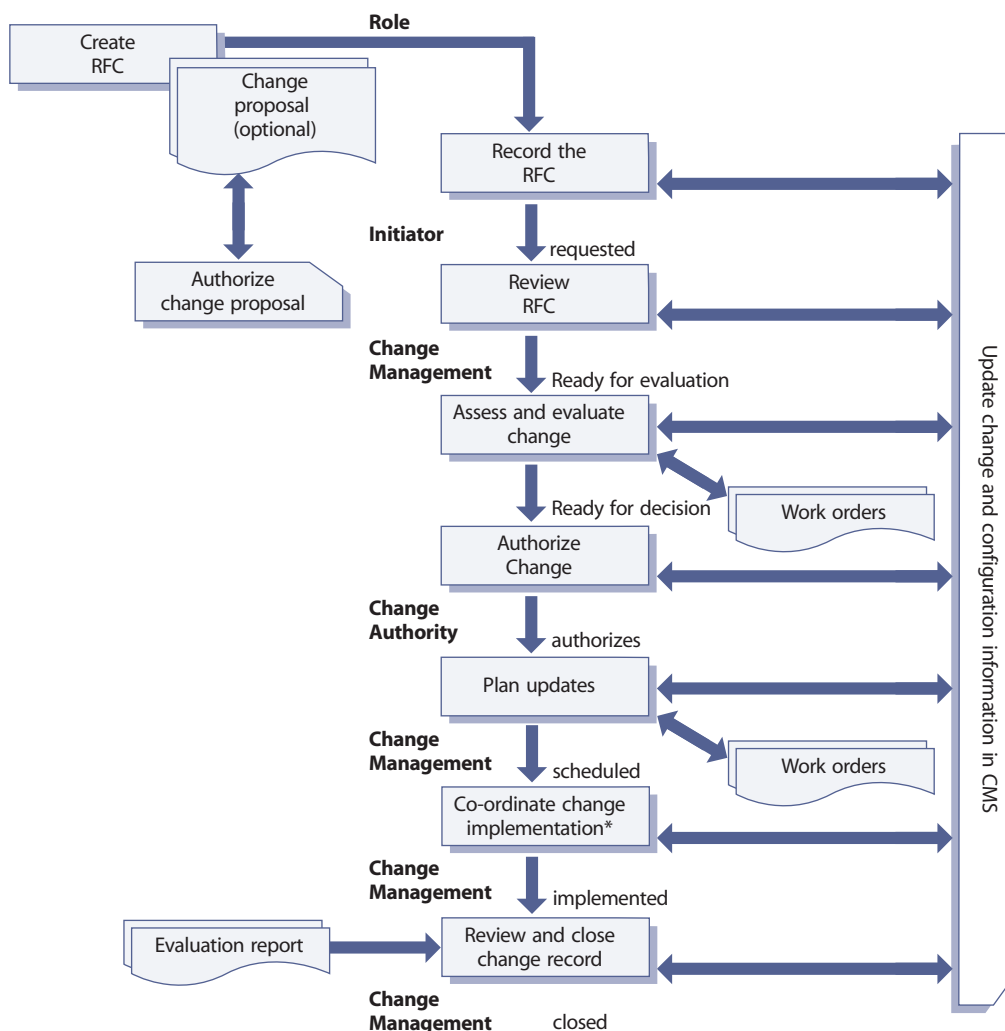 Role
Create
RFC
Change
proposal
(optional)
Record the
RFC
Initiator
requested
Authorize
change proposal
Review
RFC
Change
Management
Ready for evaluation
Assess and evaluate
change
Ready for decision
Work orders
Authorize
Change
Change
Authority
authorizes
Plan updates
Change
Management
scheduled
Work orders
Co-ordinate change
implementation*
Change
Management
implemented
Evaluation report
Review and close
change record
Change
Management
closed
Update change and configuration information in CMS